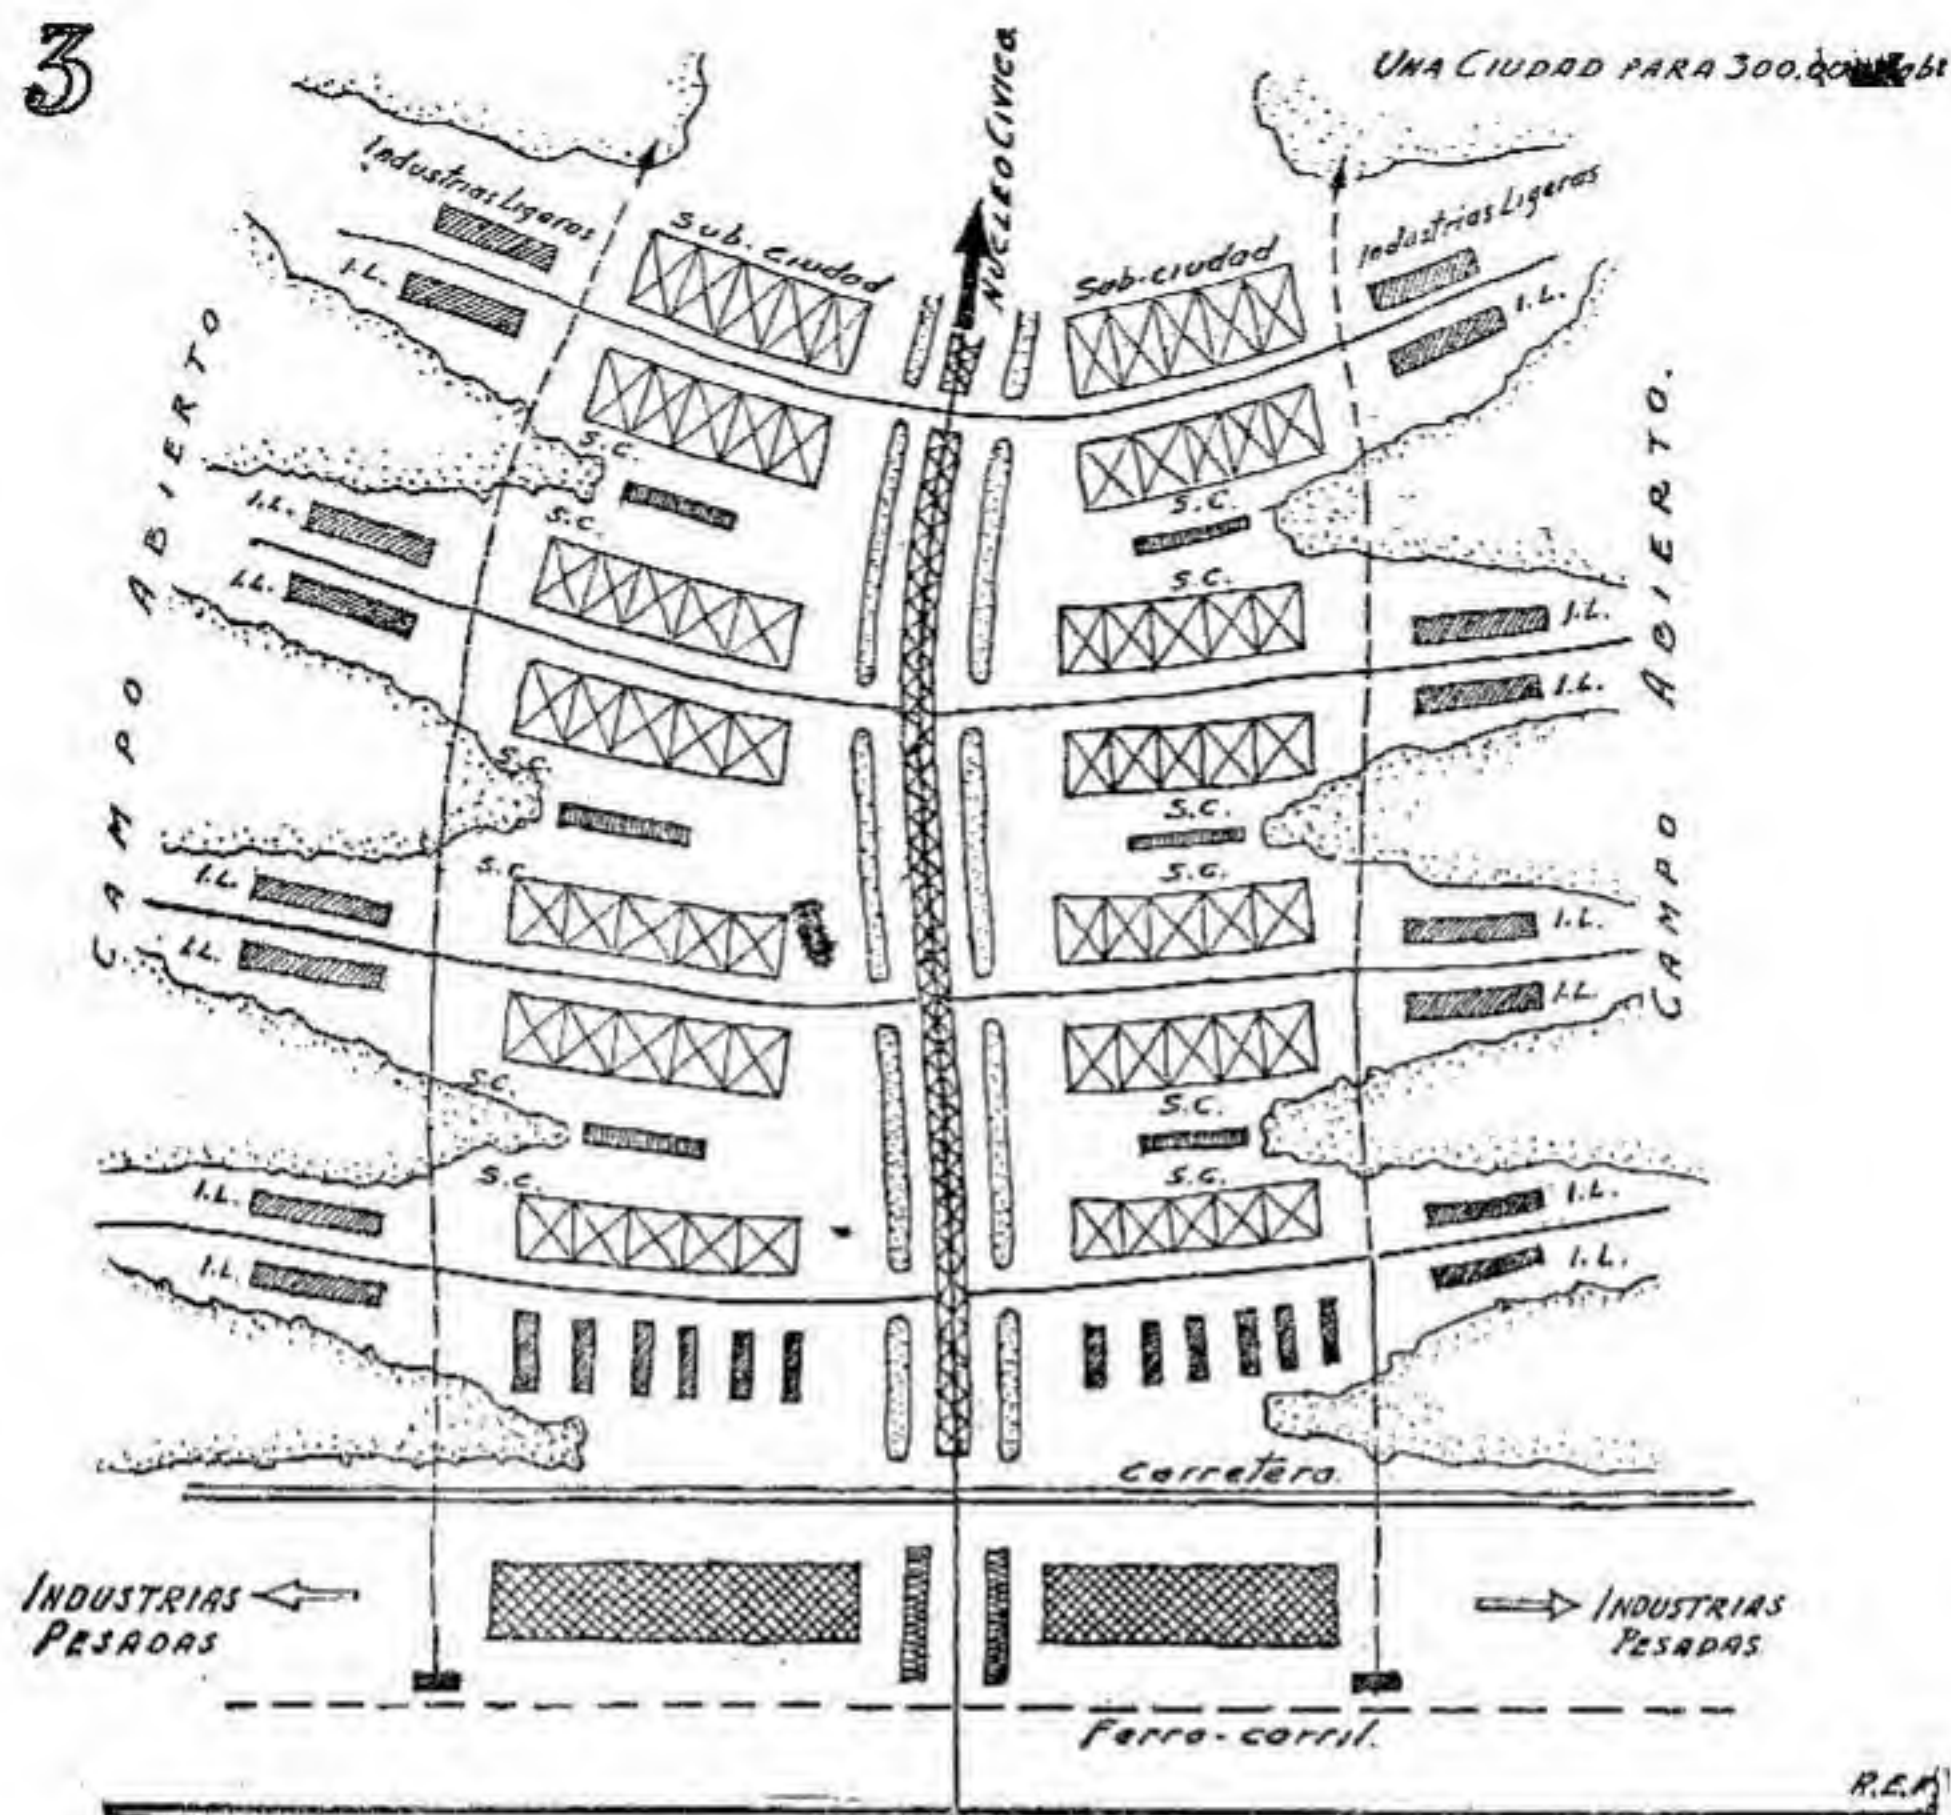 3
UNA CIUDAD PARA 300.00
NUCLEO CIVICO
Industrias Ligeras
Sub-ciudad
Sub-ciudad
Industrias Ligeras
I.L.
I.L.
CAMPO ABIERTO
CAMPO ABIERTO.
S.C.
S.C.
S.C.
S.C.
I.L.
I.L.
I.L.
I.L.
S.C.
S.C.
S.C.
S.C.
I.L.
I.L.
I.L.
I.L.
S.C.
S.C.
S.C.
S.C.
I.L.
I.L.
I.L.
I.L.
Carretera.
INDUSTRIAS
PESADAS
INDUSTRIAS
PESADAS
Ferro-carril.